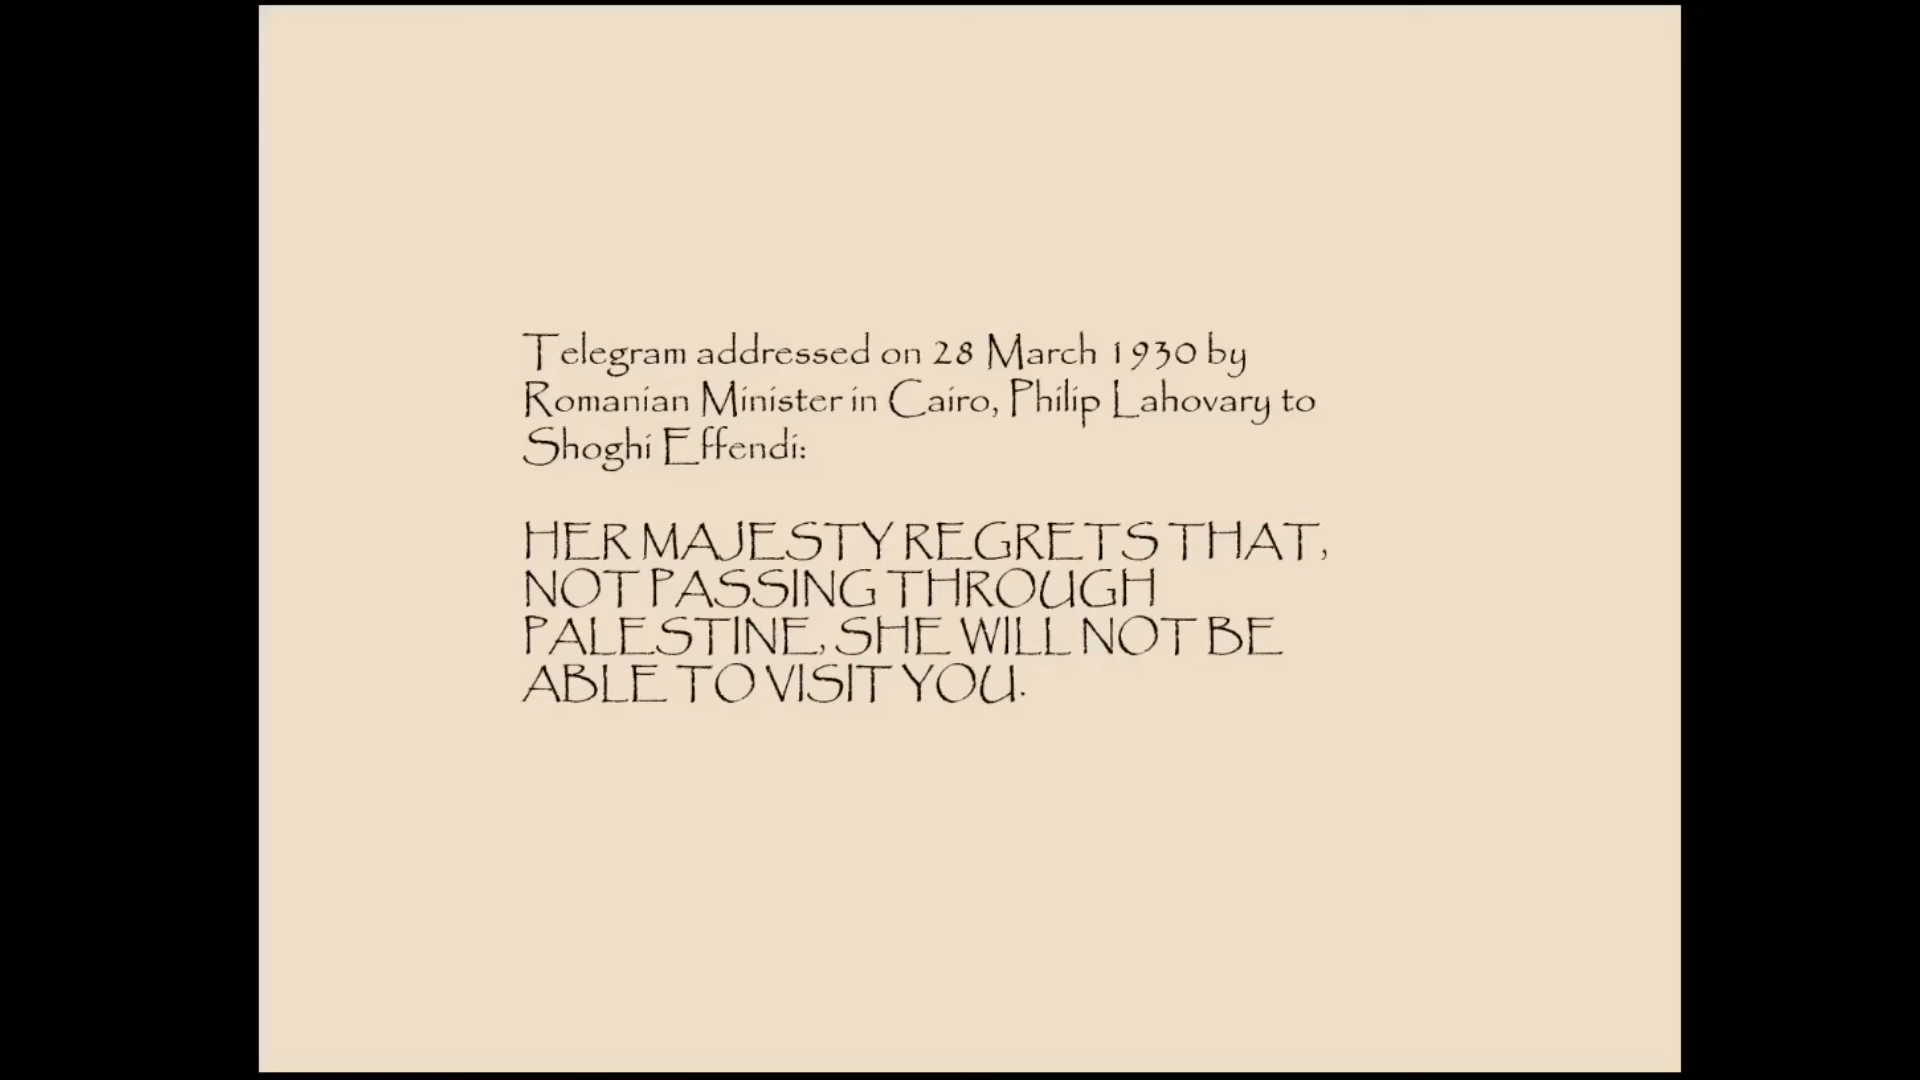 Telegram addressed on 28 March 1930 by
Romanian Minister in Cairo, Philip Lahovary to
Shoghi Effendi:
HER MAJESTY REGRETS THAT,
NOT PASSING THROUGH
PALESTINE, SHE WILL NOT BE
ABLE TO VISIT YOU.